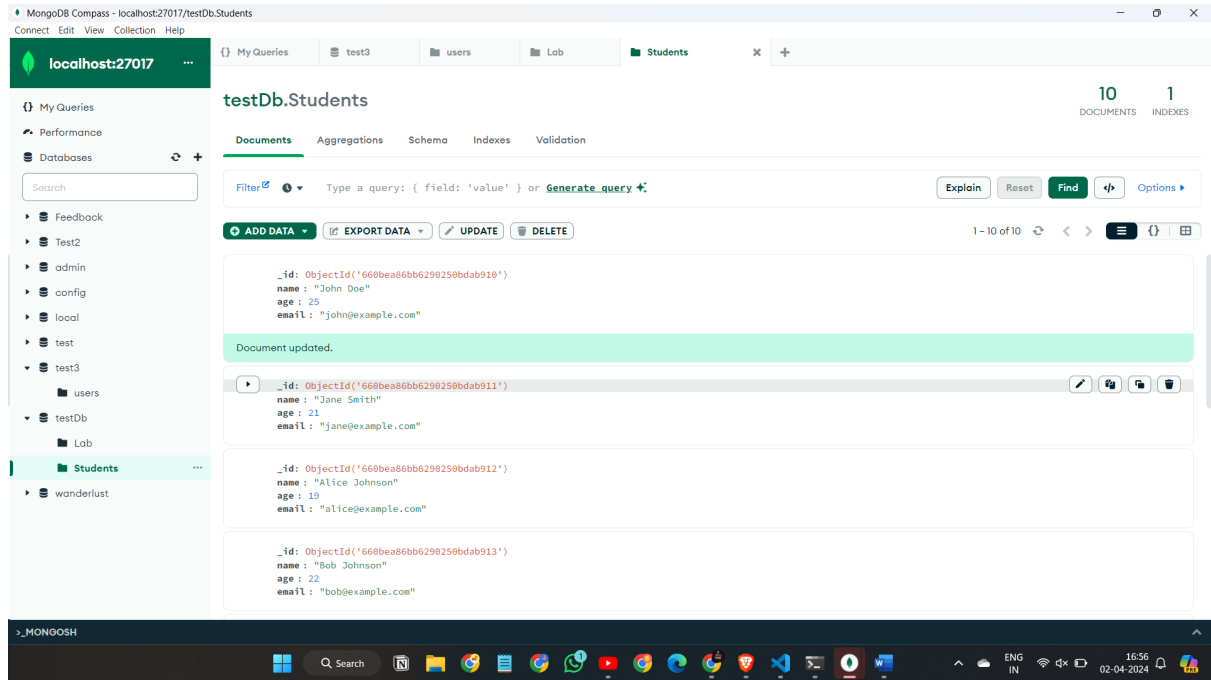 MongoDB Compass - localhost:27017/testDb.Students
Connect Edit View Collection Help
localhost:27017 ...
{} My Queries
test3
users
Lab
Students
My Queries
Performance
Databases
Search
Feedback
Test2
admin
config
local
test
test3
users
testDb
Lab
Students
wanderlust
testDb.Students
10 DOCUMENTS
1 INDEXES
Documents Aggregations Schema Indexes Validation
Filter Type a query: { field: 'value' } or Generate query Explain Reset Find </> Options
ADD DATA EXPORT DATA UPDATE DELETE 1 – 10 of 10 {}
_id: ObjectId('660bea86bb6290250bdab910')
name : "John Doe"
age : 25
email : "john@example.com"
Document updated.
_id: ObjectId('660bea86bb6290250bdab911')
name : "Jane Smith"
age : 21
email : "jane@example.com"
_id: ObjectId('660bea86bb6290250bdab912')
name : "Alice Johnson"
age : 19
email : "alice@example.com"
_id: ObjectId('660bea86bb6290250bdab913')
name : "Bob Johnson"
age : 22
email : "bob@example.com"
>_MONGOSH
Search
1
ENG
IN
16:56
02-04-2024
PRE